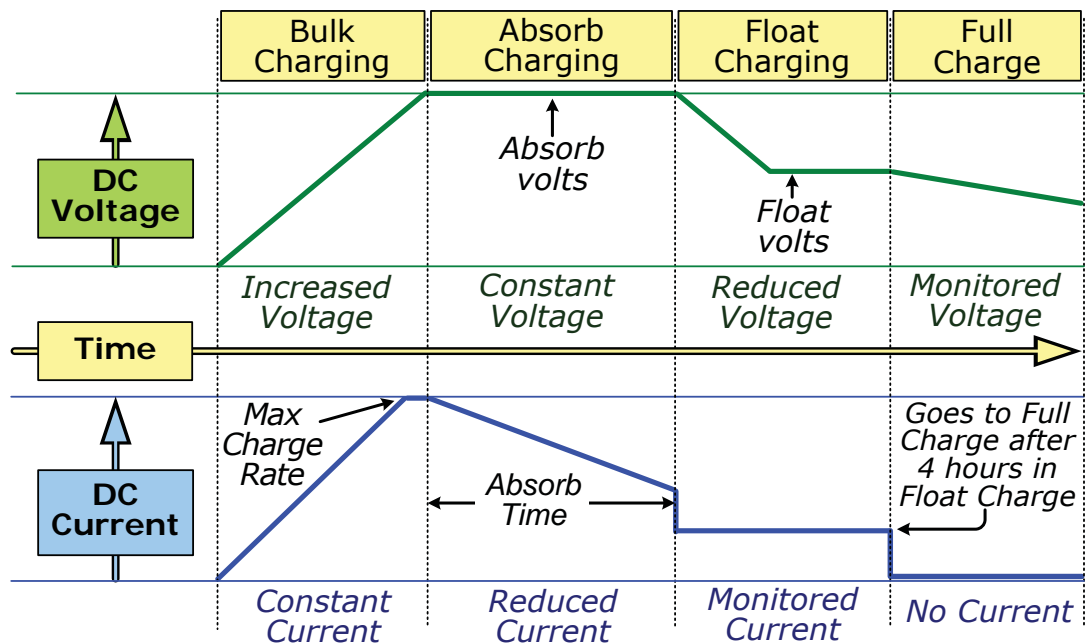 Bulk
Charging
Absorb
Charging
Float
Charging
Full
Charge
DC
Voltage
Absorb
volts
Float
volts
Increased
Voltage
Constant
Voltage
Reduced
Voltage
Monitored
Voltage
Time
DC
Current
Max
Charge
Rate
Absorb
Time
Goes to Full
Charge after
4 hours in
Float Charge
Constant
Current
Reduced
Current
Monitored
Current
No Current